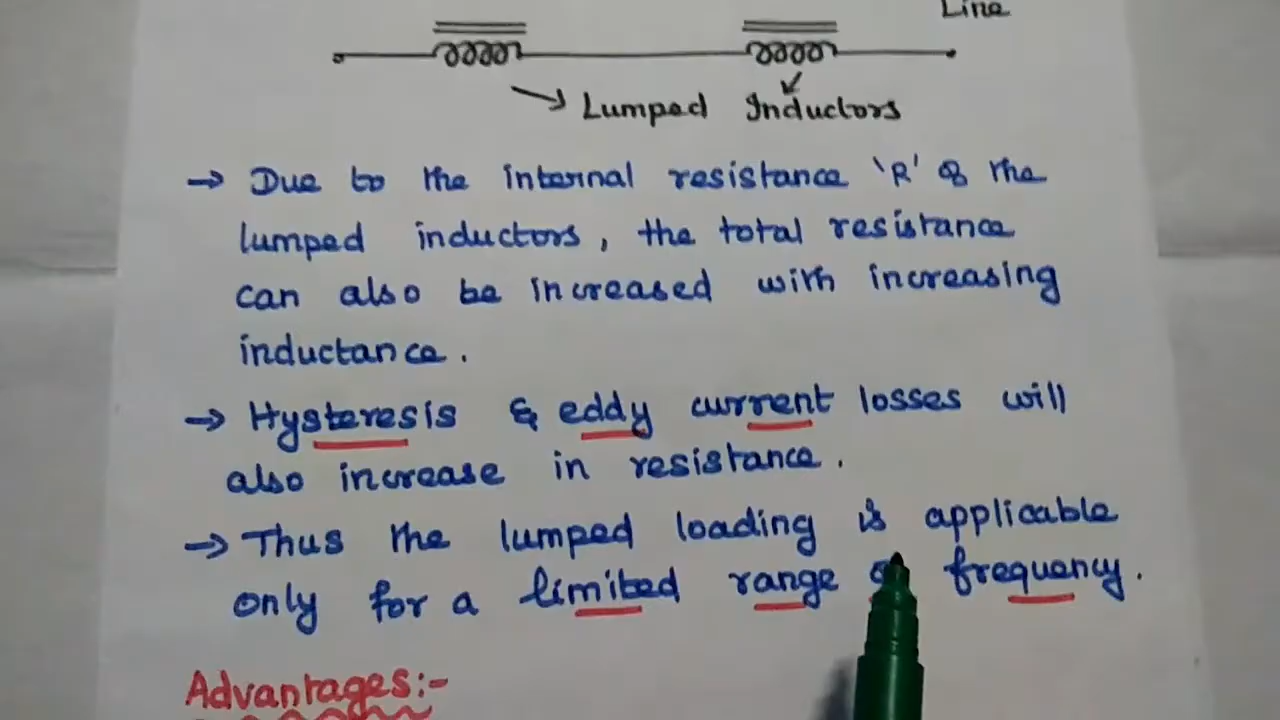 Line
→ Lumped Inductors
→ Due to the internal resistance 'R' of the
lumped inductors, the total resistance
can also be increased with increasing
inductance.
→ Hysteresis & eddy current losses will
also increase in resistance.
→ Thus the lumped loading is applicable
only for a limited range frequency.
Advantages:-